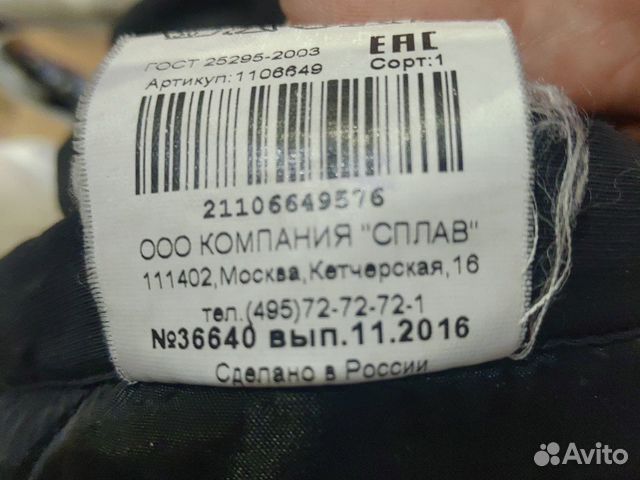 ГОСТ 25295-2003
EAC
Артикул:1106649
Сорт:1
21106649576
ООО КОМПАНИЯ "СПЛАВ"
111402,Москва,Кетчерская,16
тел.(495)72-72-72-1
№36640 вып.11.2016
Сделано в России
Avito